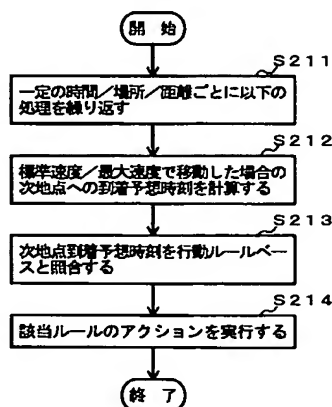 開 始
S211
一定の時間/場所/距離ごとに以下の
処理を繰り返す
S212
標準速度/最大速度で移動した場合の
次地点への到着予想時刻を計算する
S213
次地点到着予想時刻を行動ルールベー
スと照合する
S214
該当ルールのアクションを実行する
終 了